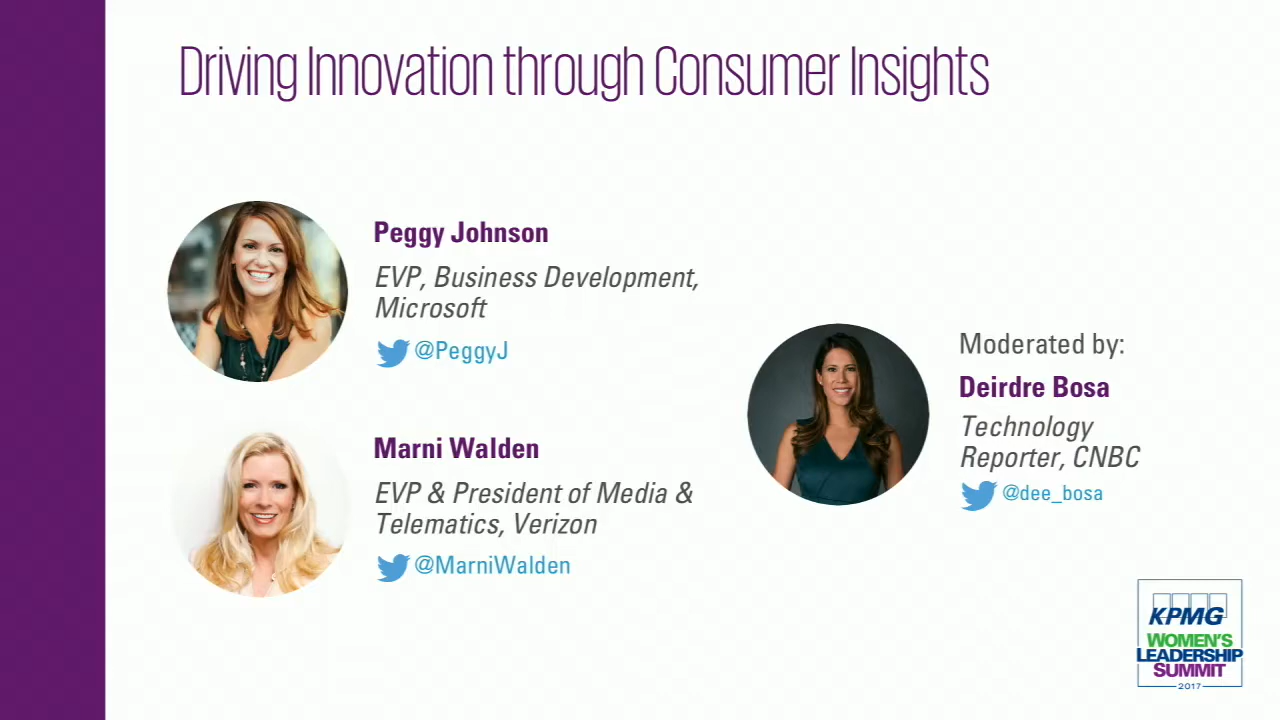 Driving Innovation through Consumer Insights
Peggy Johnson
EVP, Business Development,
Microsoft
@PeggyJ
Marni Walden
EVP & President of Media &
Telematics, Verizon
@MarniWalden
Moderated by:
Deirdre Bosa
Technology
Reporter, CNBC
@dee_bosa
KPMG
WOMEN'S
LEADERSHIP
SUMMIT
2017